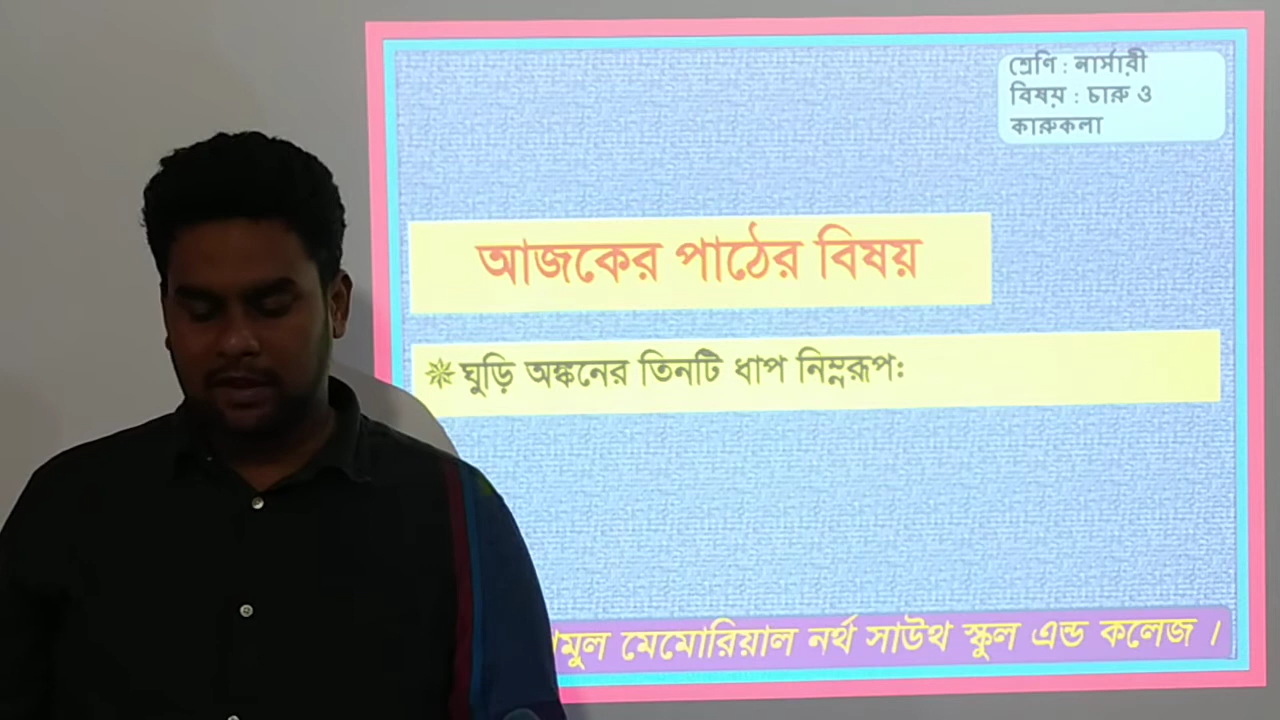 শ্রেণি : নার্সারী
বিষয় : চারু ও
কারুকলা
আজকের পাঠের বিষয়
ঘুড়ি অঙ্কনের তিনটি ধাপ নিম্নরূপঃ
মেমোরিয়াল নর্থ সাউথ স্কুল এন্ড কলেজ ।